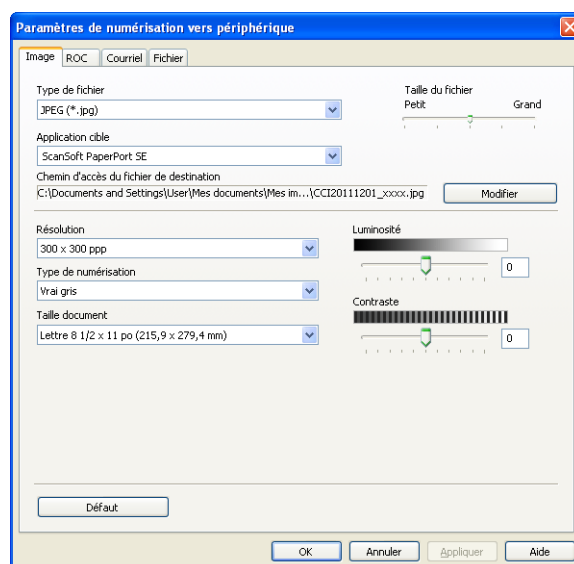 Paramètres de numérisation vers périphérique
Image ROC Courriel Fichier
Type de fichier
JPEG (*.jpg)
Taille du fichier
Petit Grand
Application cible
ScanSoft PaperPort SE
Chemin d'accès du fichier de destination
C:\Documents and Settings\User\Mes documents\Mes im...\CCI20111201_xxxx.jpg
Modifier
Résolution
300 x 300 ppp
Type de numérisation
Vrai gris
Taille document
Lettre 8 1/2 x 11 po (215,9 x 279,4 mm)
Luminosité
0
Contraste
0
Défaut
OK Annuler Appliquer Aide